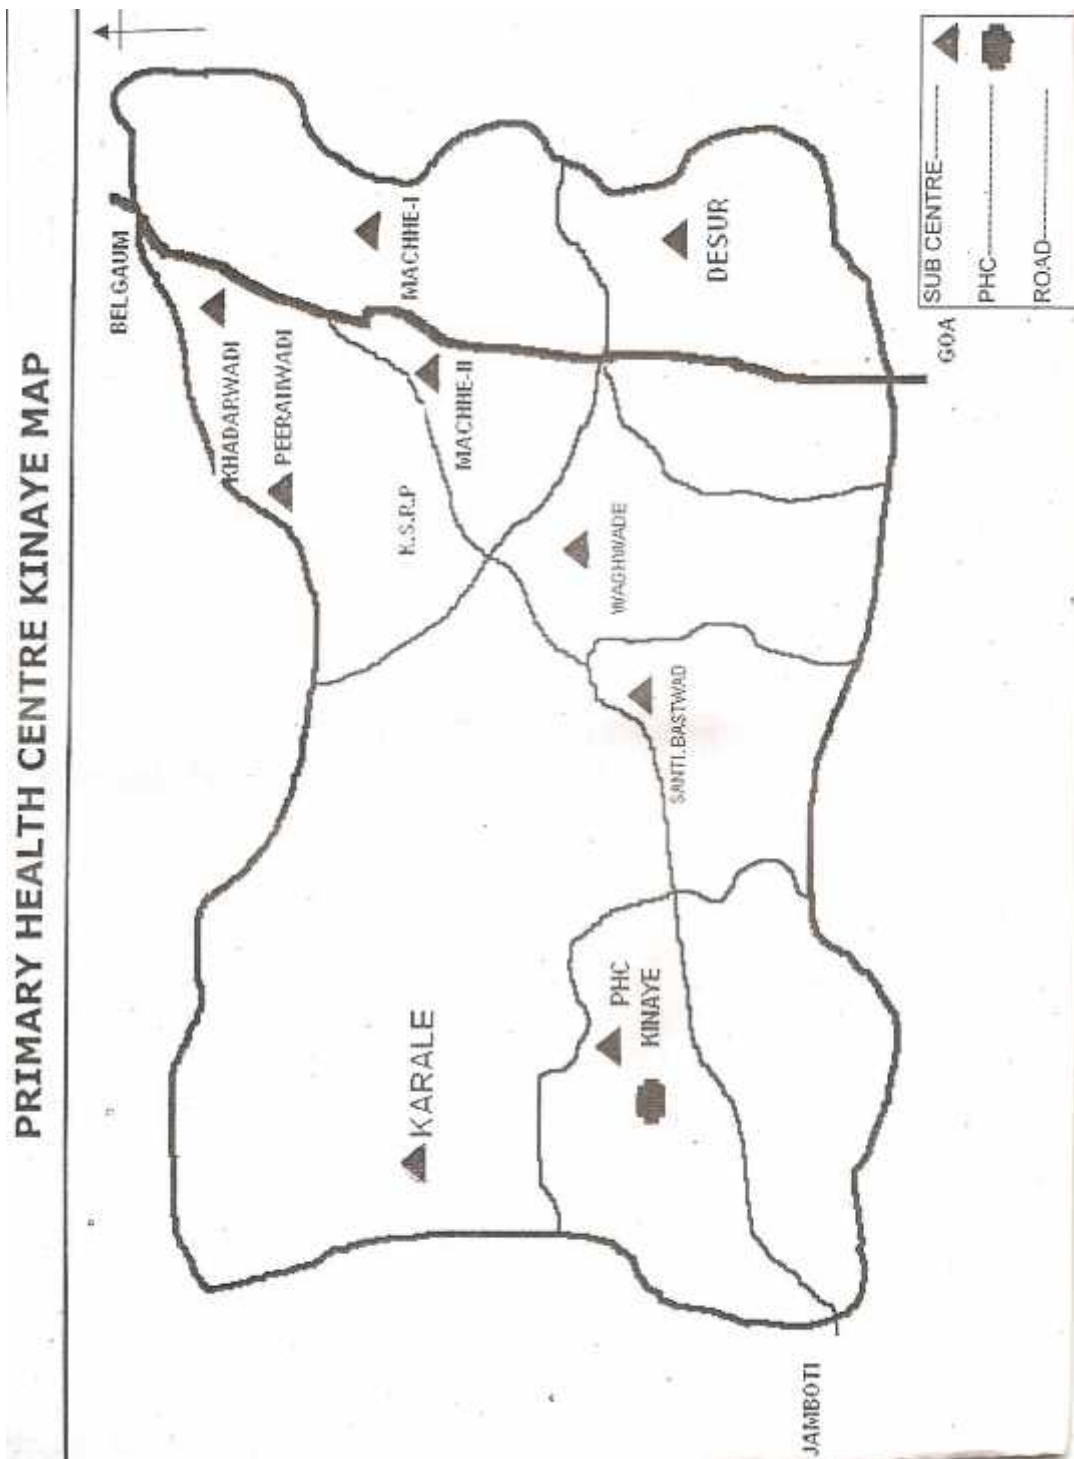 PRIMARY HEALTH CENTRE KINAYE MAP
BELGAUM
KHADARWADI
PEERANWADI
MACHHE-I
K.S.R.P
MACHHE-II
KARALE
WAGHWADE
DESUR
PHC
KINAYE
SANTI.BASTWAD
JAMBOTI
GOA
SUB CENTRE
PHC
ROAD